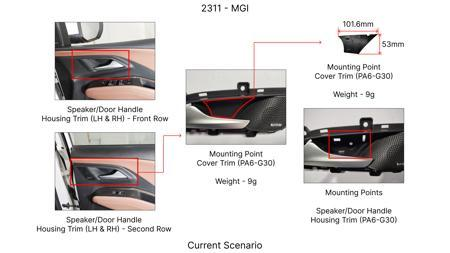 2311 - MGI
101.6mm
53mm
Mounting Point
Cover Trim (PA6-G30)
Weight - 9g
Speaker/Door Handle
Housing Trim (LH & RH) - Front Row
Mounting Point
Cover Trim (PA6-G30)
Weight - 9g
Mounting Points
Speaker/Door Handle
Housing Trim (PA6-G30)
Speaker/Door Handle
Housing Trim (LH & RH) - Second Row
Current Scenario